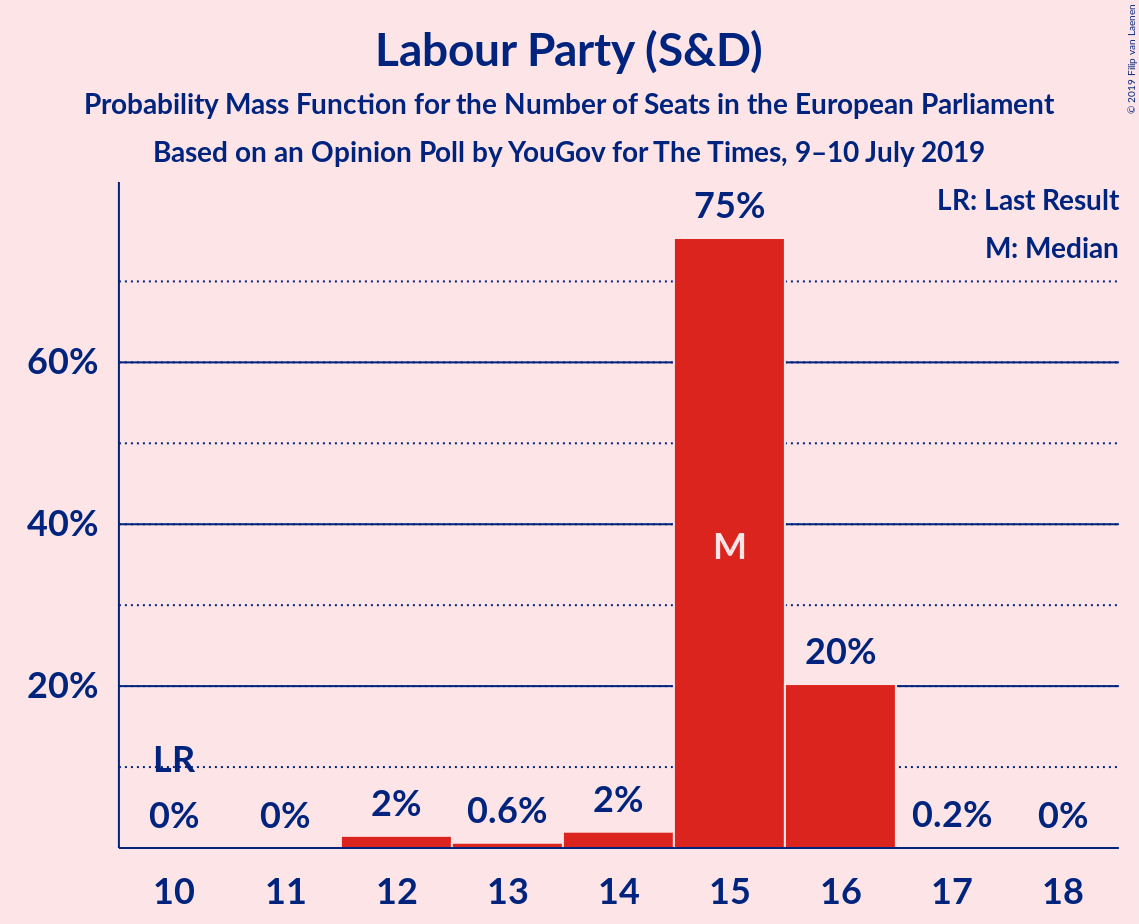 Labour Party (S&D)
Probability Mass Function for the Number of Seats in the European Parliament
Based on an Opinion Poll by YouGov for The Times, 9–10 July 2019
© 2019 Filip van Laenen
LR: Last Result
M: Median
75%
60%
40%
M
20%
20%
LR
0%
0%
2%
0.6%
2%
0.2%
0%
10 11 12 13 14 15 16 17 18